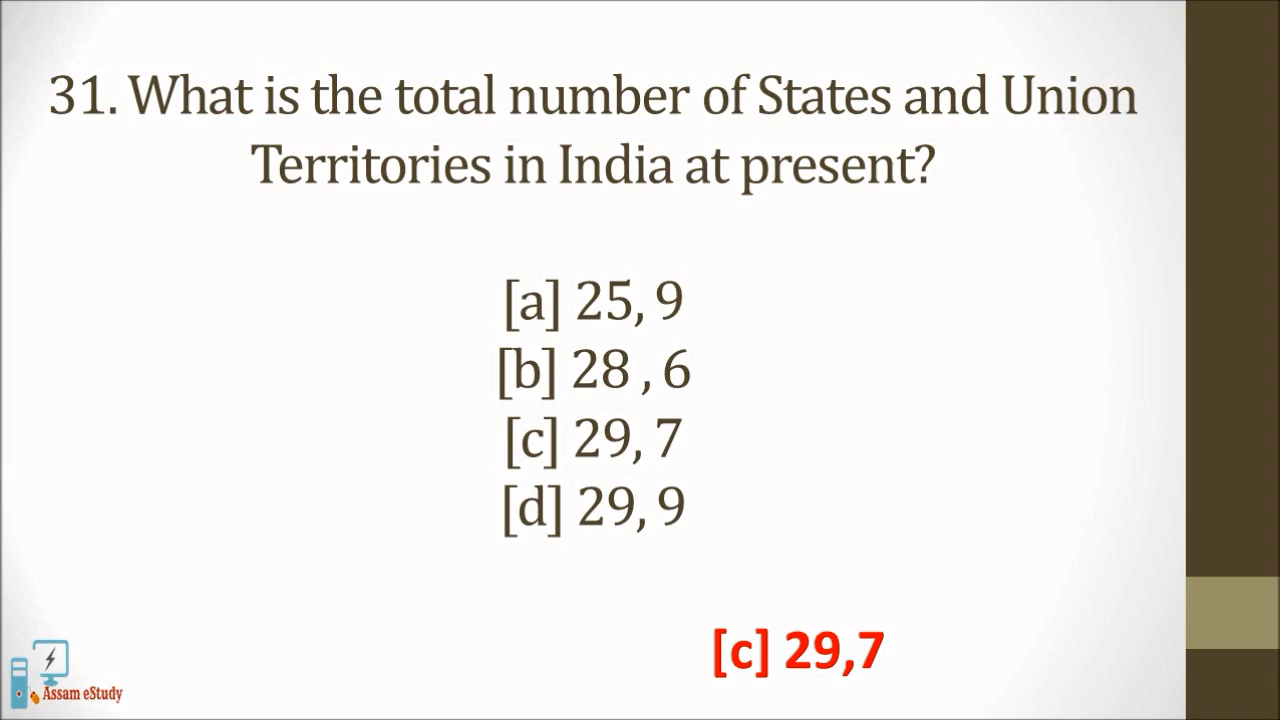 31. What is the total number of States and Union
Territories in India at present?
[a] 25, 9
[b] 28 , 6
[c] 29, 7
[d] 29, 9
[c] 29,7
Assam eStudy